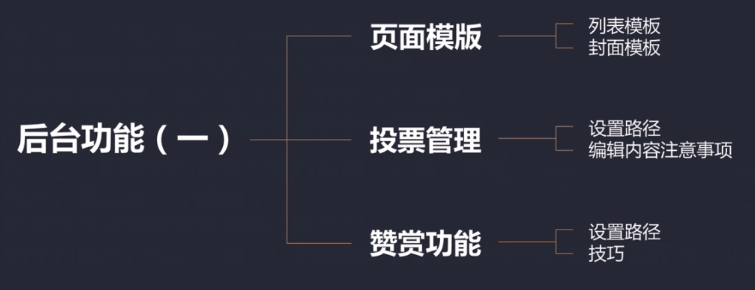 后台功能（一）
页面模版
列表模板
封面模板
投票管理
设置路径
编辑内容注意事项
赞赏功能
设置路径
技巧